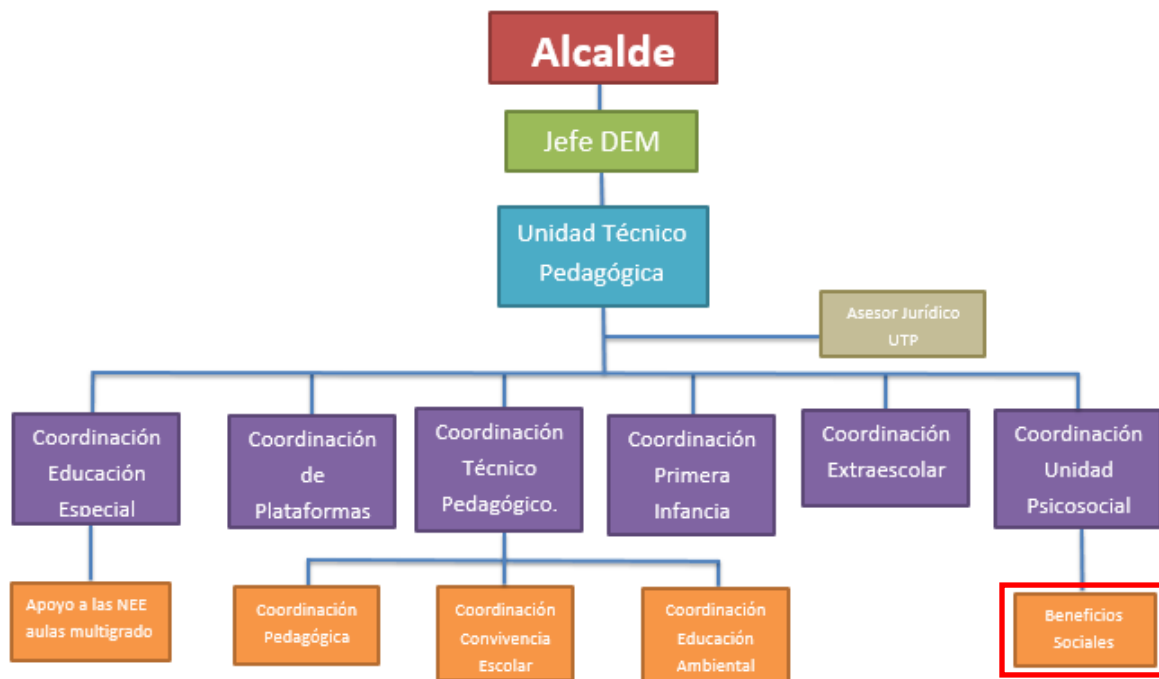 Alcalde
Jefe DEM
Unidad Técnico
Pedagógica
Asesor Jurídico
UTP
Coordinación
Educación
Especial
Coordinación
de
Plataformas
Coordinación
Técnico
Pedagógico.
Coordinación
Primera
Infancia
Coordinación
Extraescolar
Coordinación
Unidad
Psicosocial
Apoyo a las NEE
aulas multigrado
Coordinación
Pedagógica
Coordinación
Convivencia
Escolar
Coordinación
Educación
Ambiental
Beneficios
Sociales